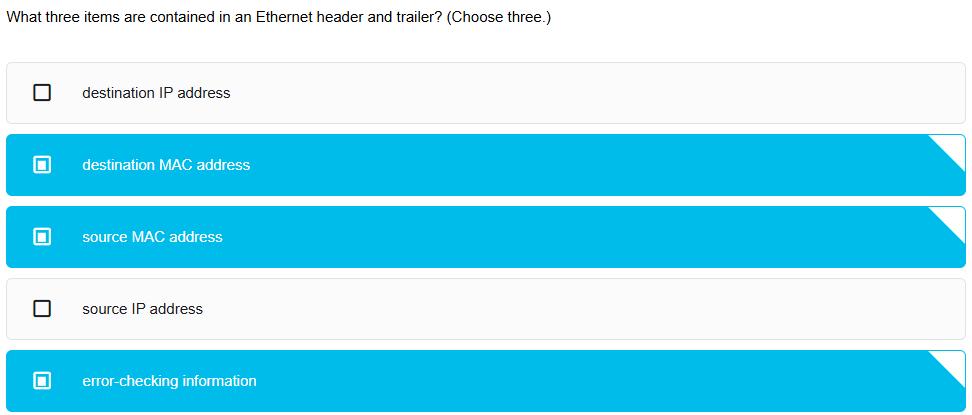 What three items are contained in an Ethernet header and trailer? (Choose three.)
destination IP address
destination MAC address
source MAC address
source IP address
error-checking information